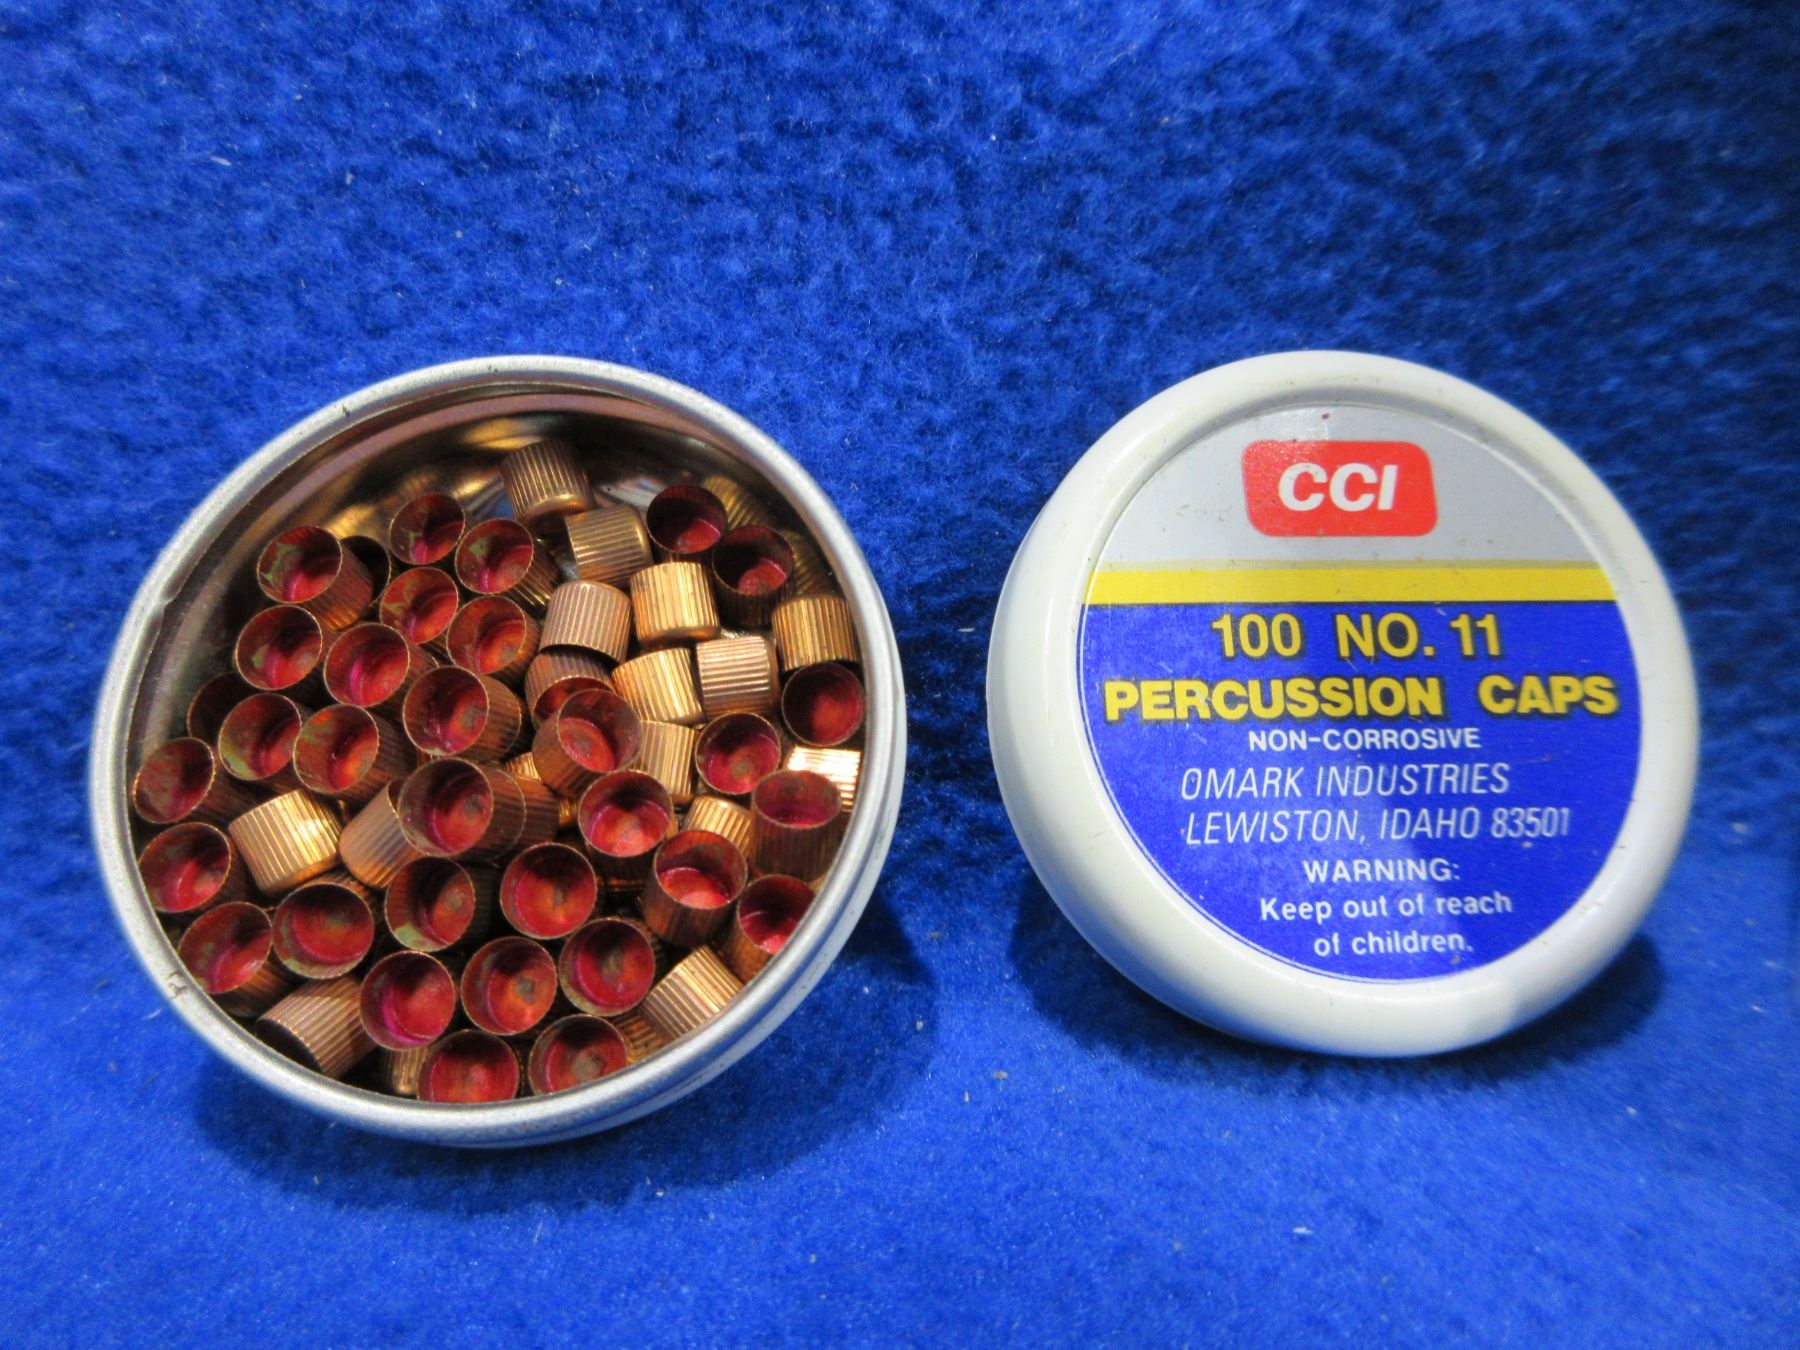 CCI
100 NO. 11
PERCUSSION CAPS
NON-CORROSIVE
OMARK INDUSTRIES
LEWISTON, IDAHO 83501
WARNING:
Keep out of reach
of children.